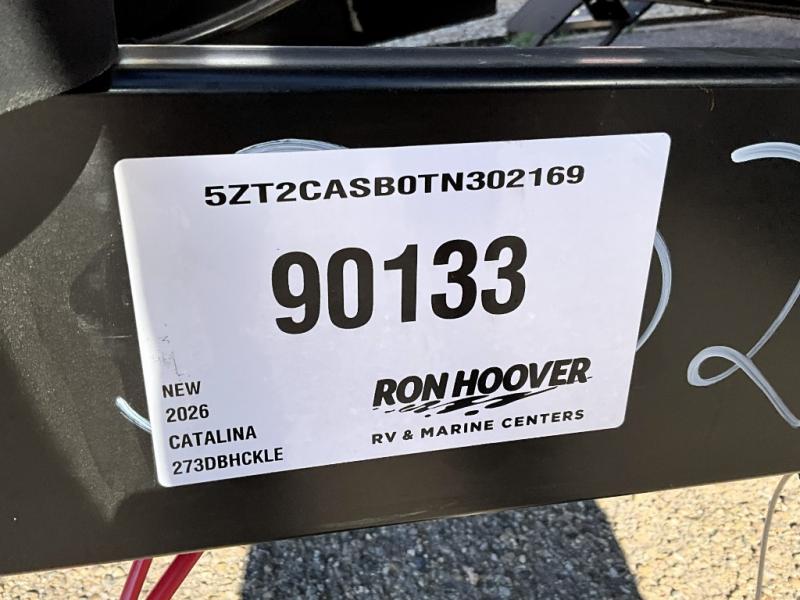 5ZT2CASB0TN302169
90133
NEW
2026
CATALINA
273DBHCKLE
RON HOOVER
RV & MARINE CENTERS